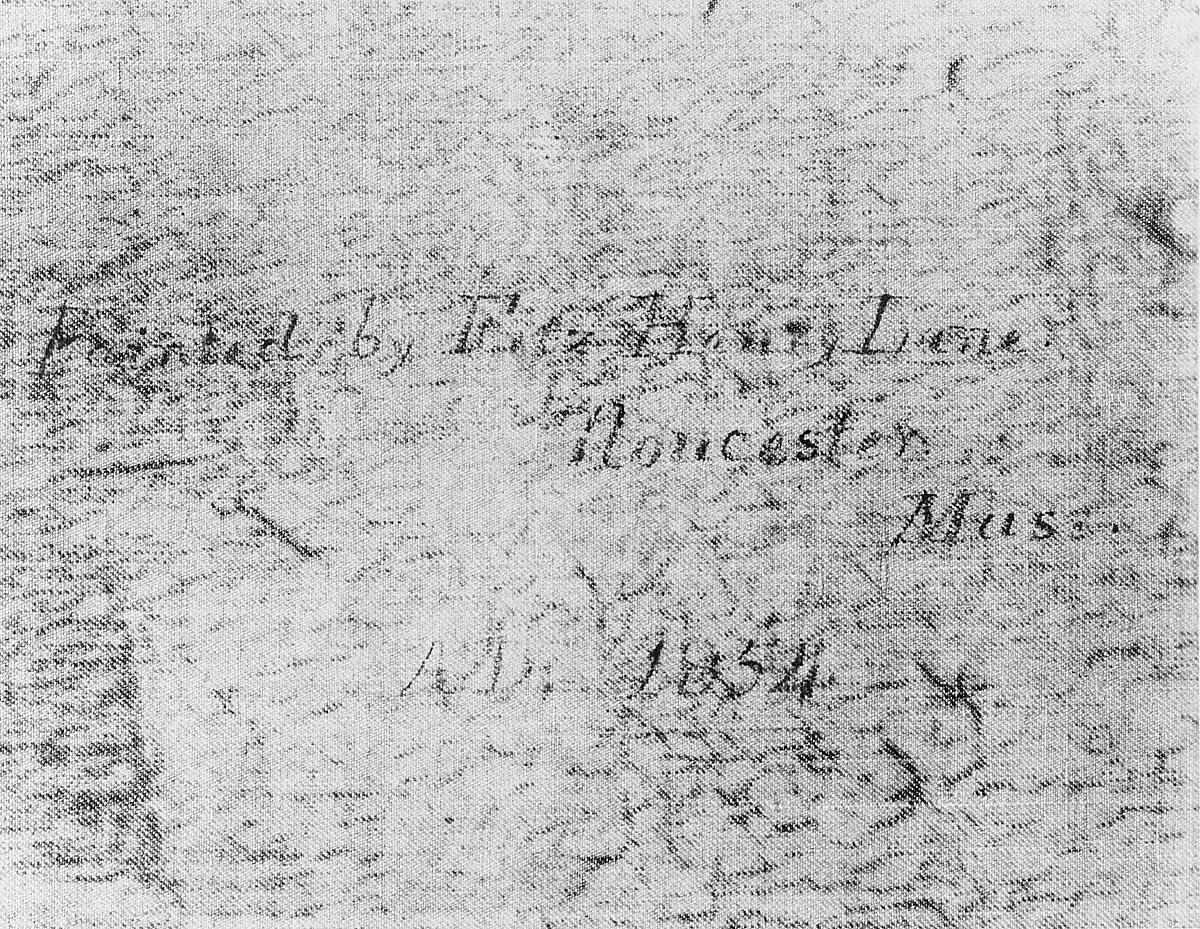 Painted by Fitz Henry Lane.
Gloucester
Mass.
A.D. 1854